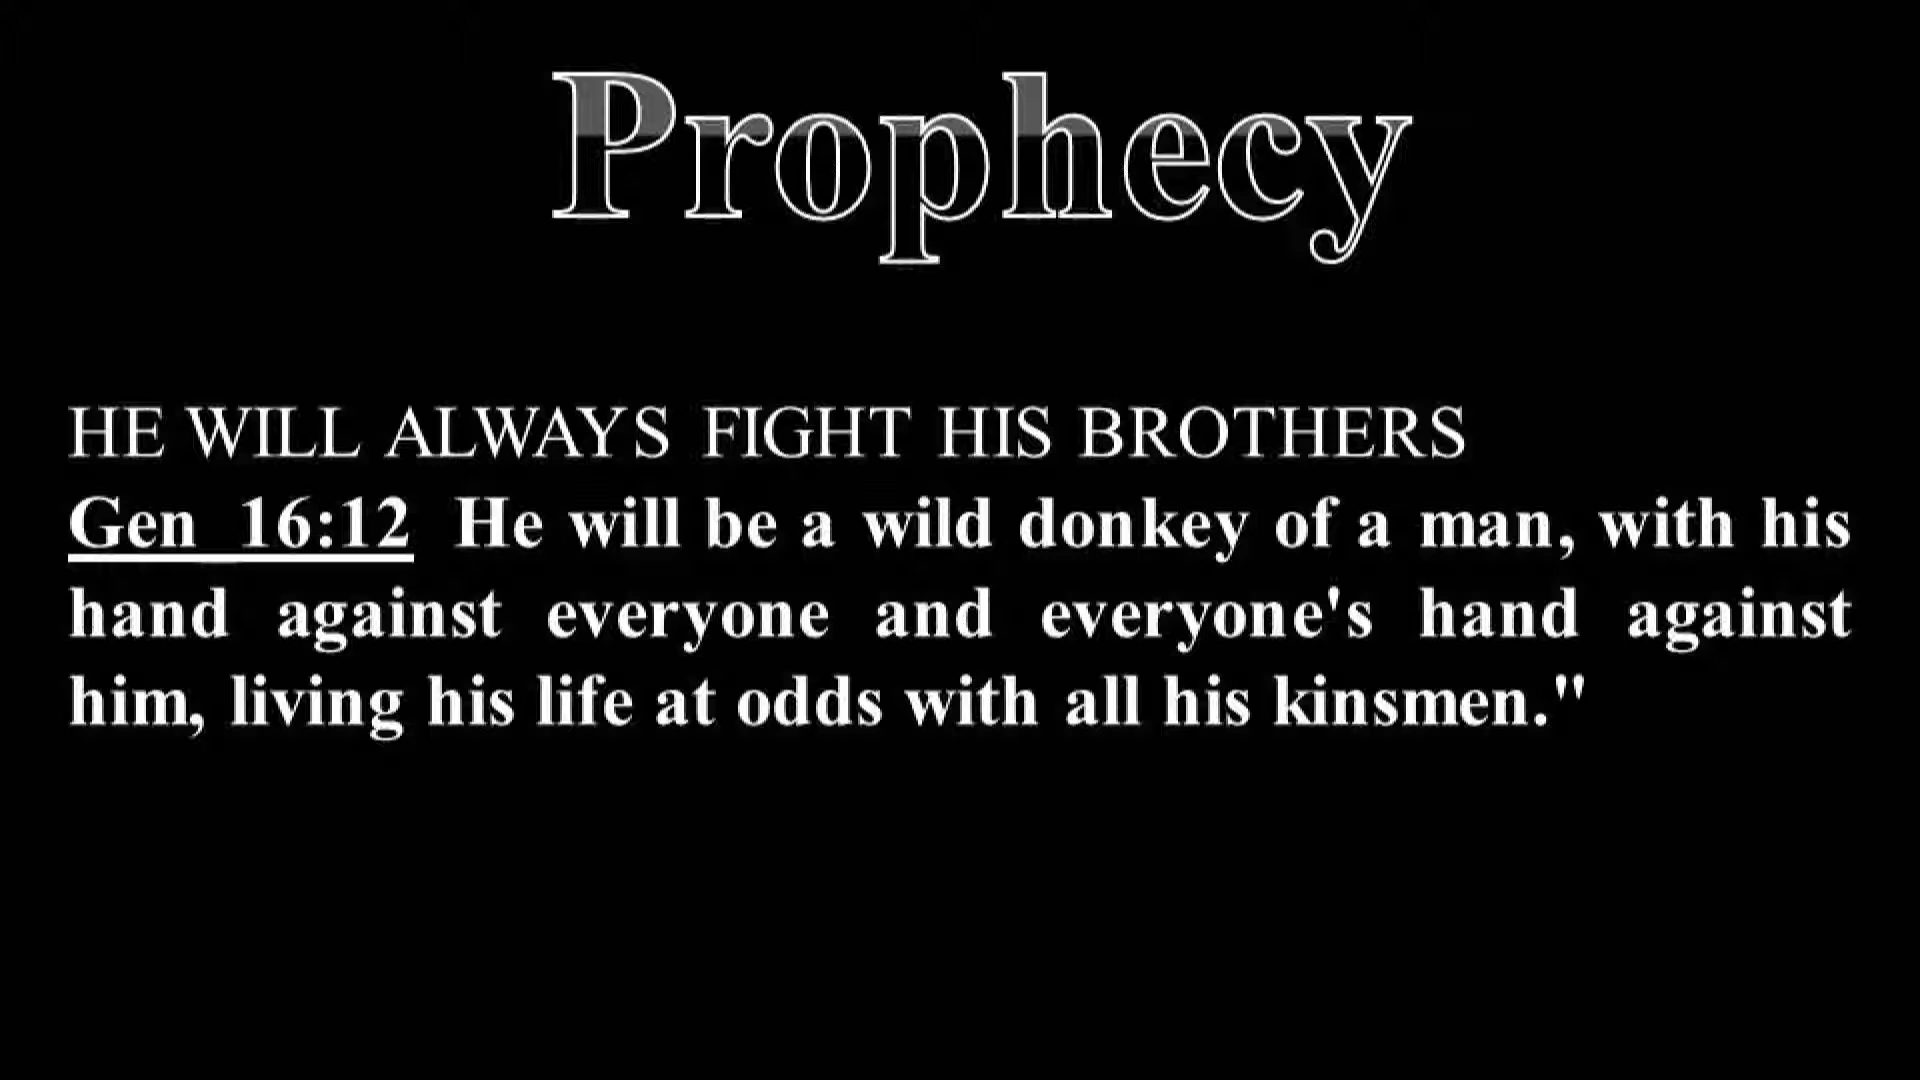 Prophecy
HE WILL ALWAYS FIGHT HIS BROTHERS
Gen 16:12 He will be a wild donkey of a man, with his
hand against everyone and everyone's hand against
him, living his life at odds with all his kinsmen."